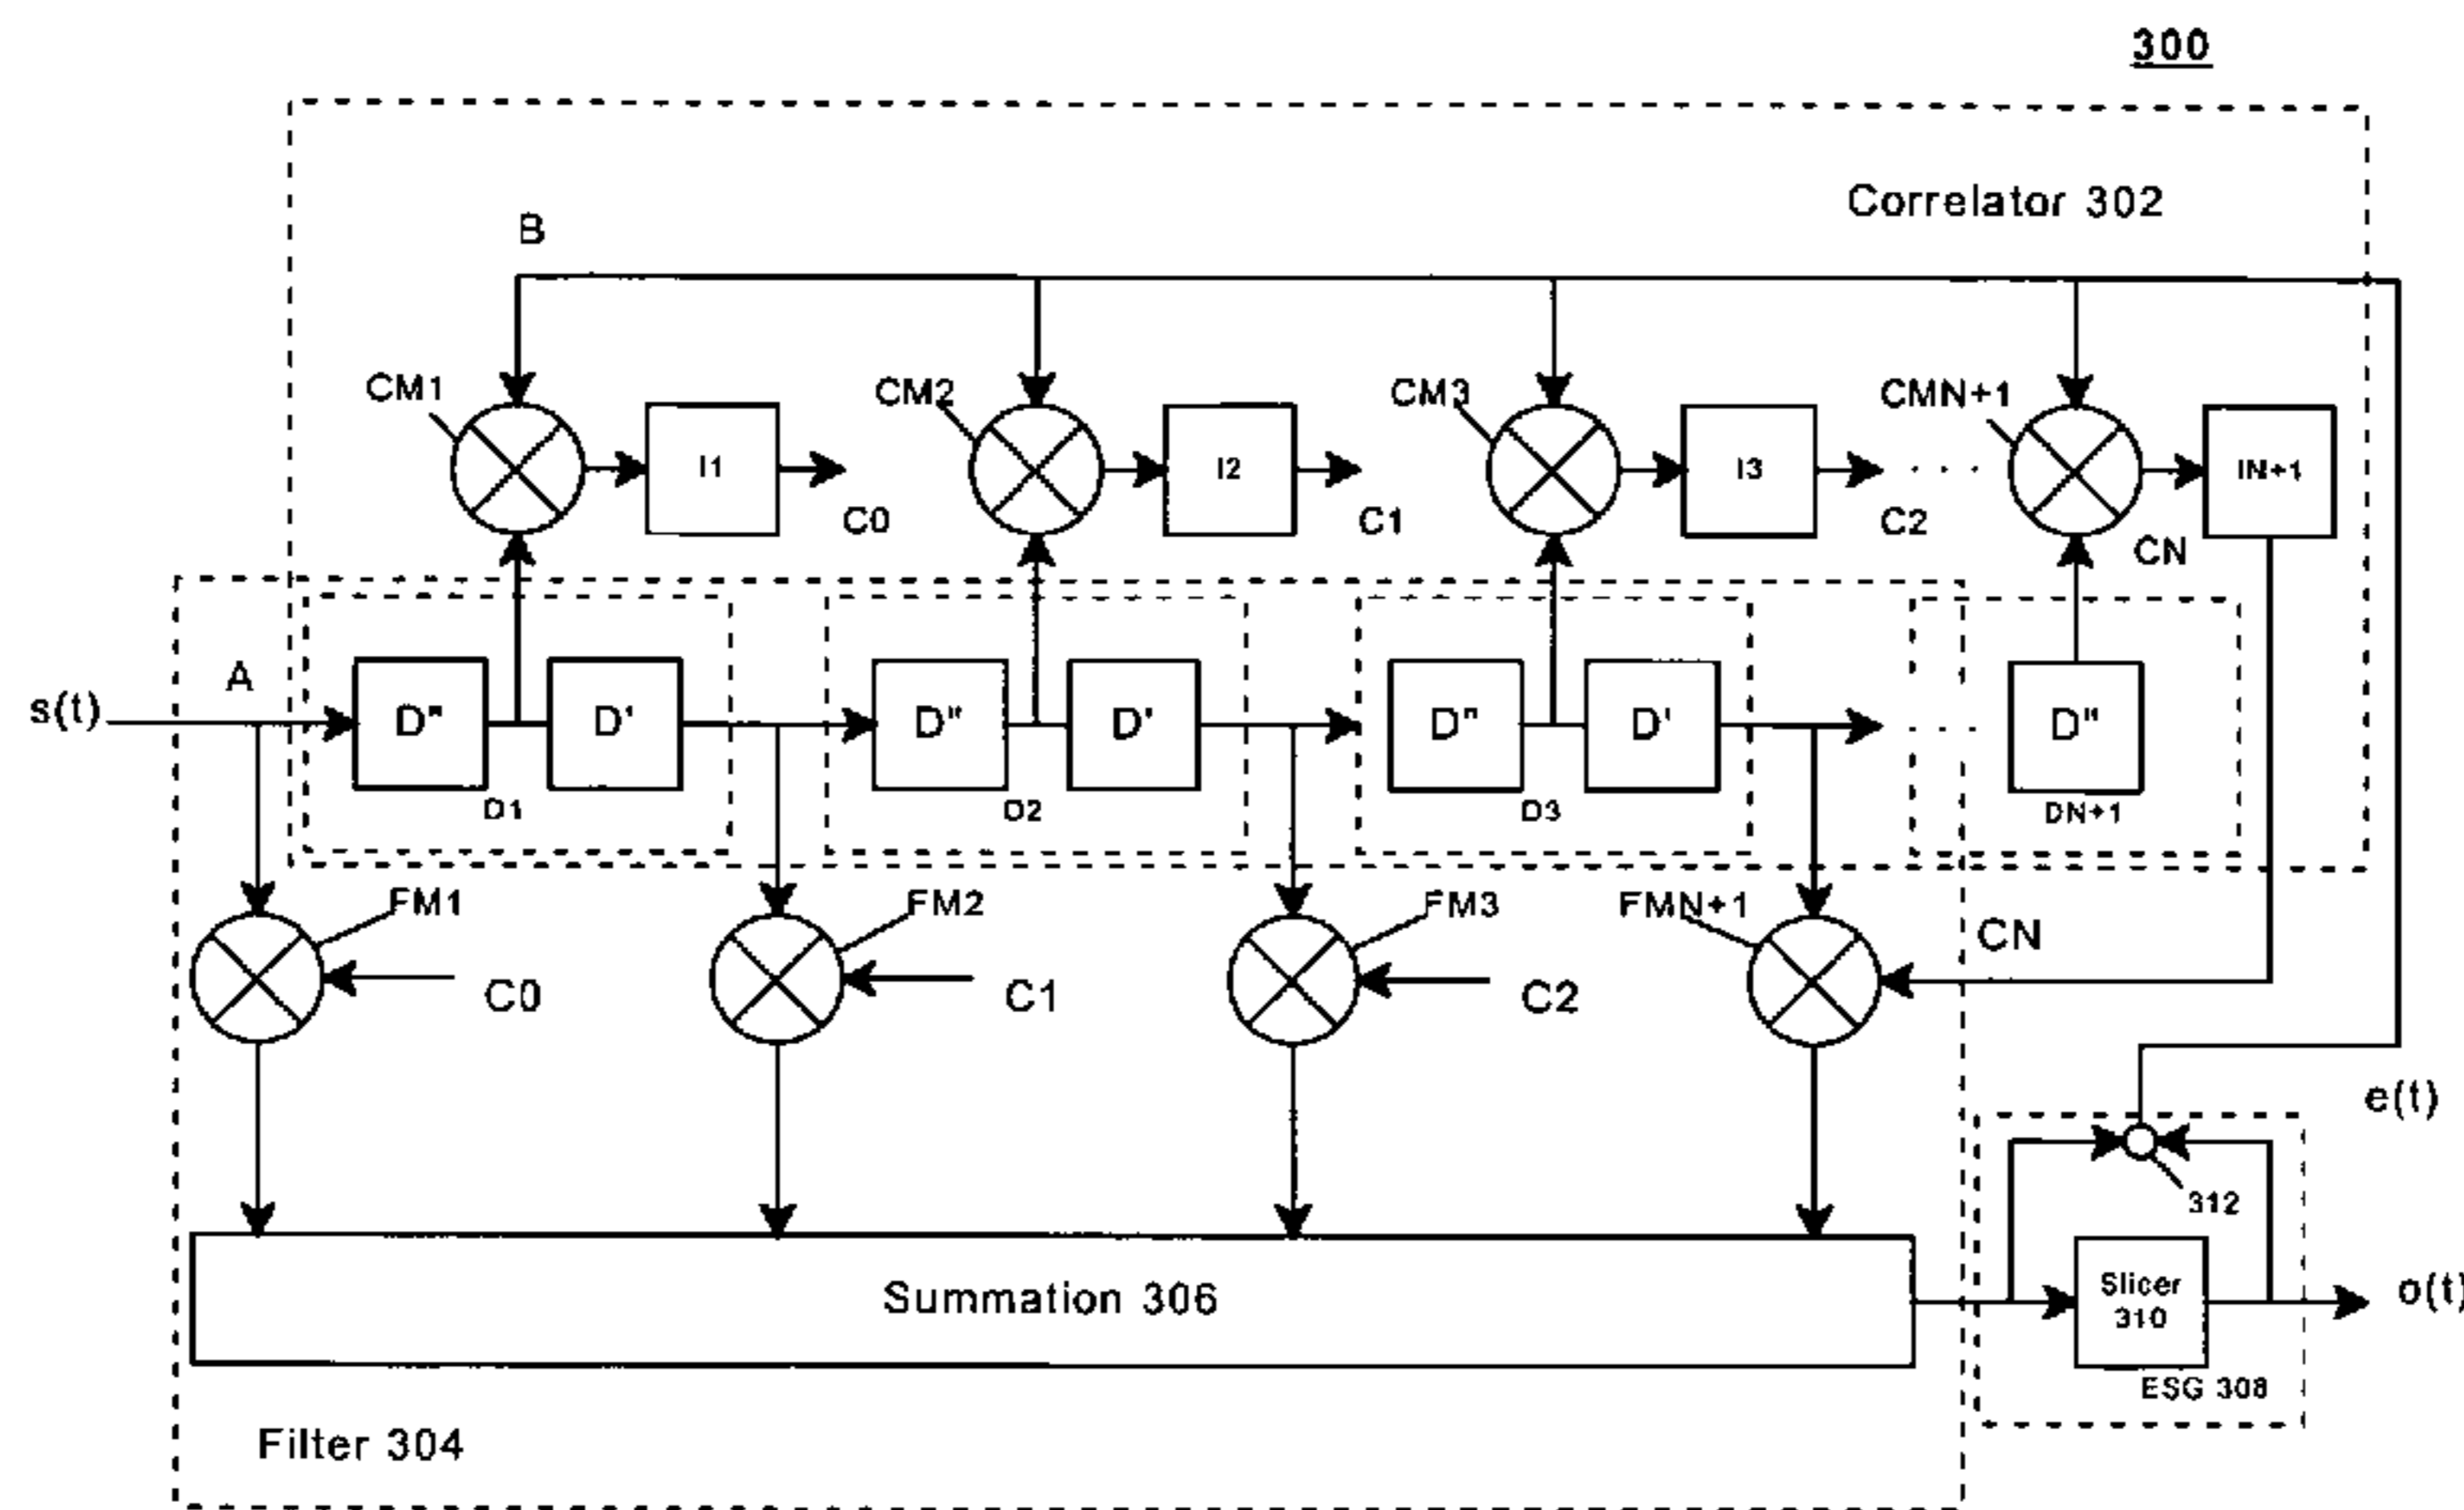 300
Correlator 302
B
CM1
CM2
CM3
CMN+1
I1
I2
I3
. . .
IN+1
C0
C1
C2
CN
A
s(t)
D"
D'
D"
D'
D"
D'
. . .
D"
D1
D2
D3
DN+1
FM1
FM2
FM3
FMN+1
CN
C0
C1
C2
e(t)
312
Summation 306
Slicer
310
o(t)
ESG 308
Filter 304